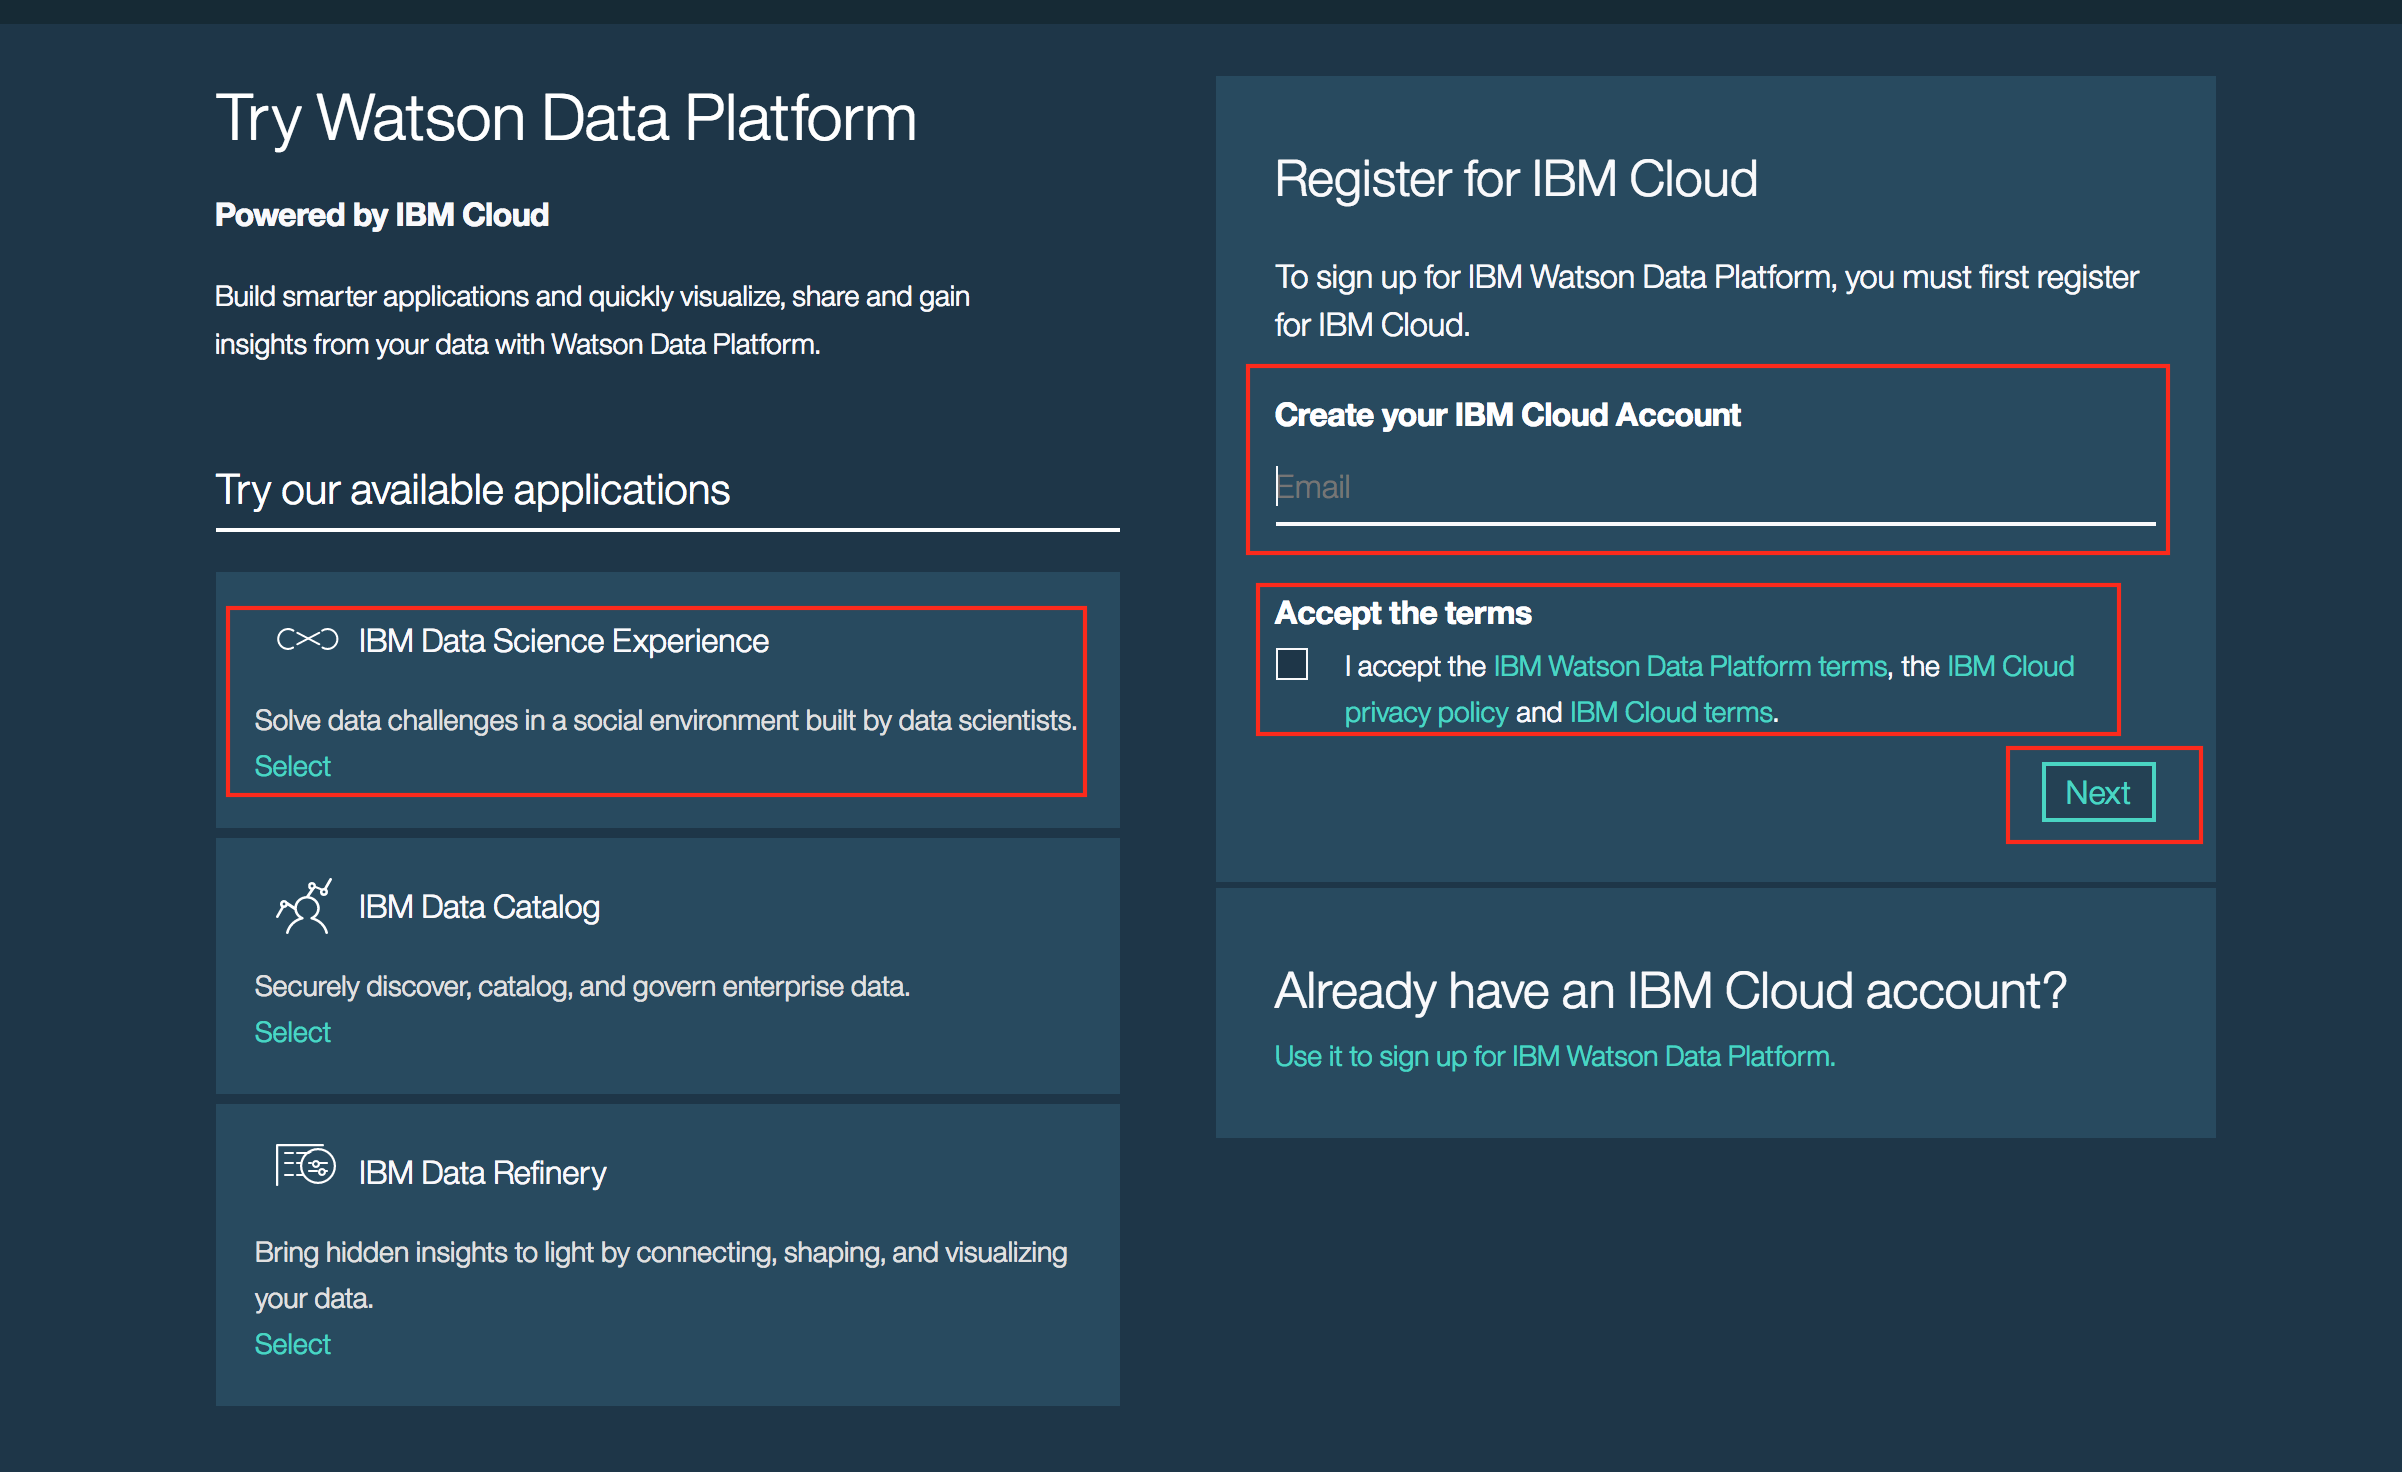 Try Watson Data Platform
Powered by IBM Cloud
Build smarter applications and quickly visualize, share and gain
insights from your data with Watson Data Platform.
Try our available applications
IBM Data Science Experience
Solve data challenges in a social environment built by data scientists.
Select
IBM Data Catalog
Securely discover, catalog, and govern enterprise data.
Select
IBM Data Refinery
Bring hidden insights to light by connecting, shaping, and visualizing
your data.
Select
Register for IBM Cloud
To sign up for IBM Watson Data Platform, you must first register
for IBM Cloud.
Create your IBM Cloud Account
Email
Accept the terms
I accept the IBM Watson Data Platform terms, the IBM Cloud
privacy policy and IBM Cloud terms.
Next
Already have an IBM Cloud account?
Use it to sign up for IBM Watson Data Platform.